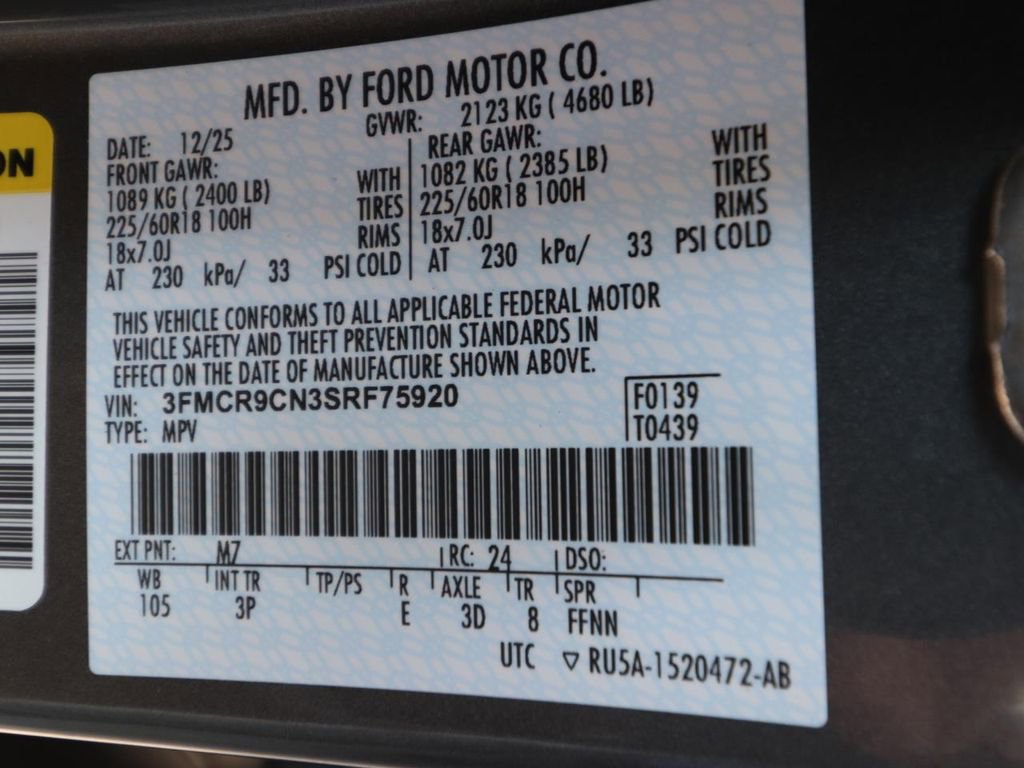 ON
MFD. BY FORD MOTOR CO.
DATE: 12/25 GVWR: 2123 KG ( 4680 LB)
FRONT GAWR:
1089 KG ( 2400 LB) WITH
225/60R18 100H TIRES
18x7.0J RIMS
AT 230 kPa/ 33 PSI COLD
REAR GAWR: WITH
1082 KG ( 2385 LB) TIRES
225/60R18 100H RIMS
18x7.0J
AT 230 kPa/ 33 PSI COLD
THIS VEHICLE CONFORMS TO ALL APPLICABLE FEDERAL MOTOR
VEHICLE SAFETY AND THEFT PREVENTION STANDARDS IN
EFFECT ON THE DATE OF MANUFACTURE SHOWN ABOVE.
VIN: 3FMCR9CN3SRF75920 F0139
TYPE: MPV T0439
EXT PNT: M7 RC: 24 DSO:
WB INT TR TP/PS R AXLE TR SPR
105 3P E 3D 8 FFNN
UTC ▽ RU5A-1520472-AB